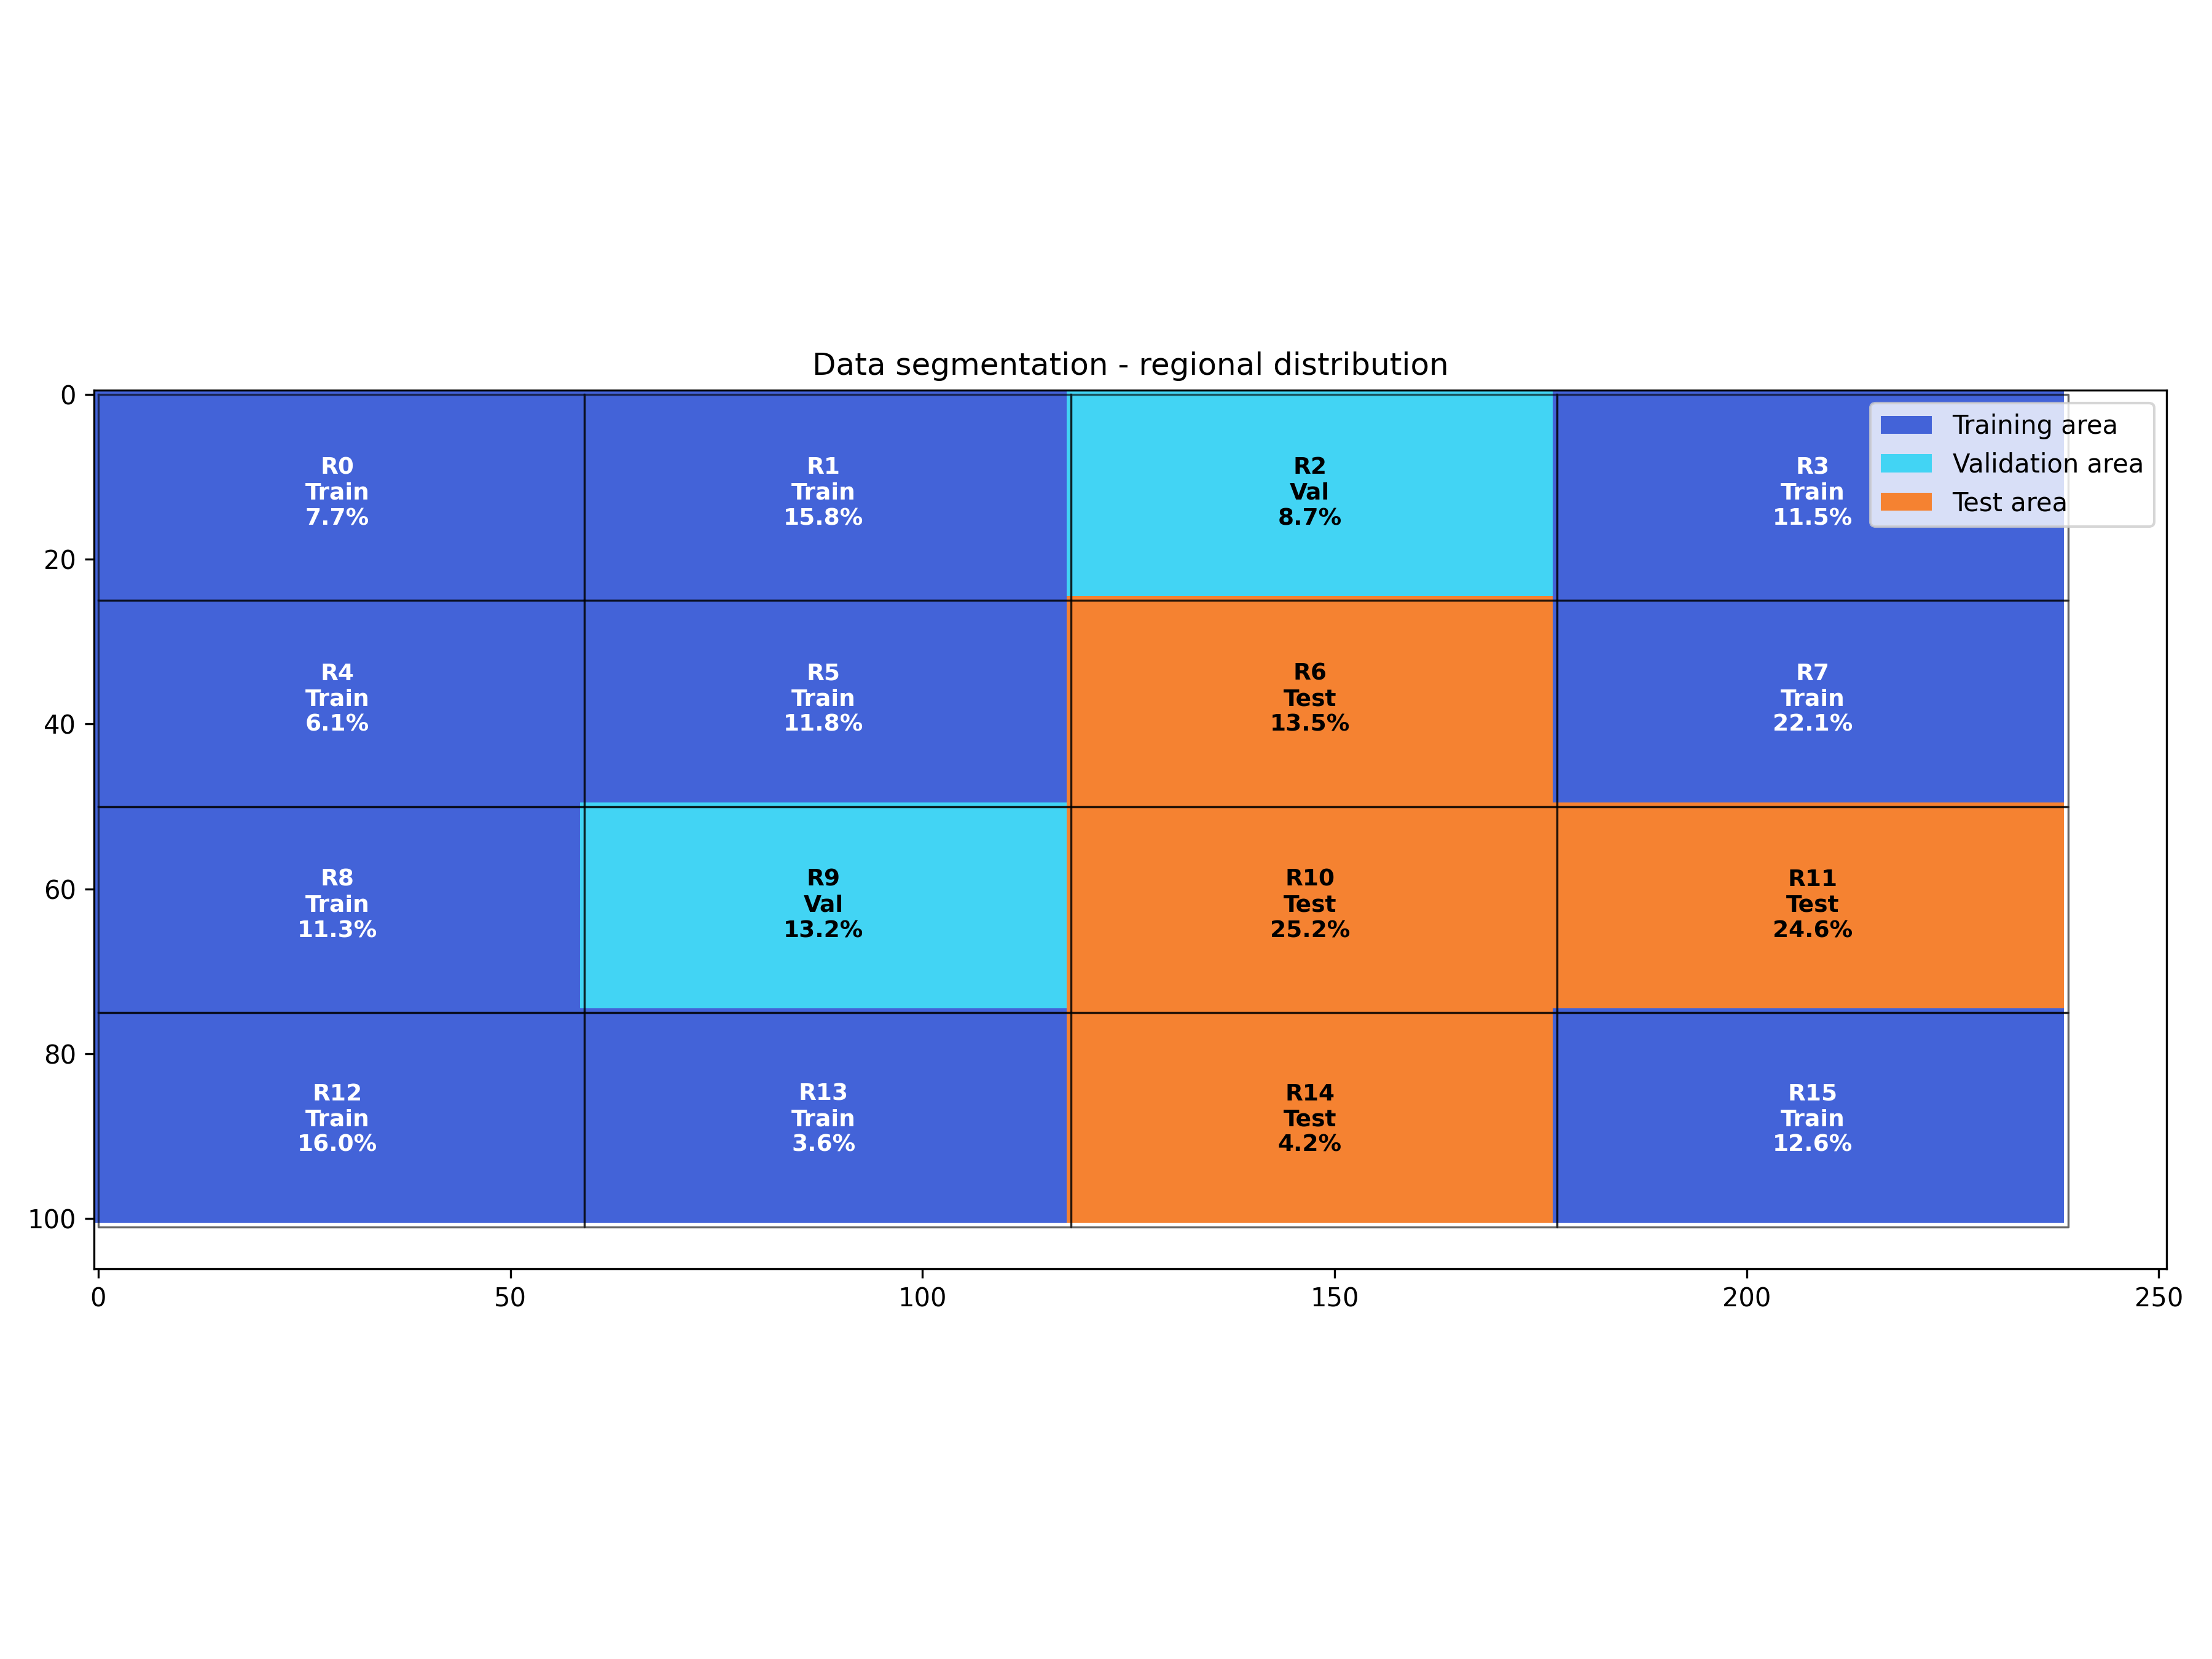 Data segmentation - regional distribution
0
20
40
60
80
100
R0
Train
7.7%
R1
Train
15.8%
R2
Val
8.7%
R3
Train
11.5%
Training area
Validation area
Test area
R4
Train
6.1%
R5
Train
11.8%
R6
Test
13.5%
R7
Train
22.1%
R8
Train
11.3%
R9
Val
13.2%
R10
Test
25.2%
R11
Test
24.6%
R12
Train
16.0%
R13
Train
3.6%
R14
Test
4.2%
R15
Train
12.6%
0
50
100
150
200
250